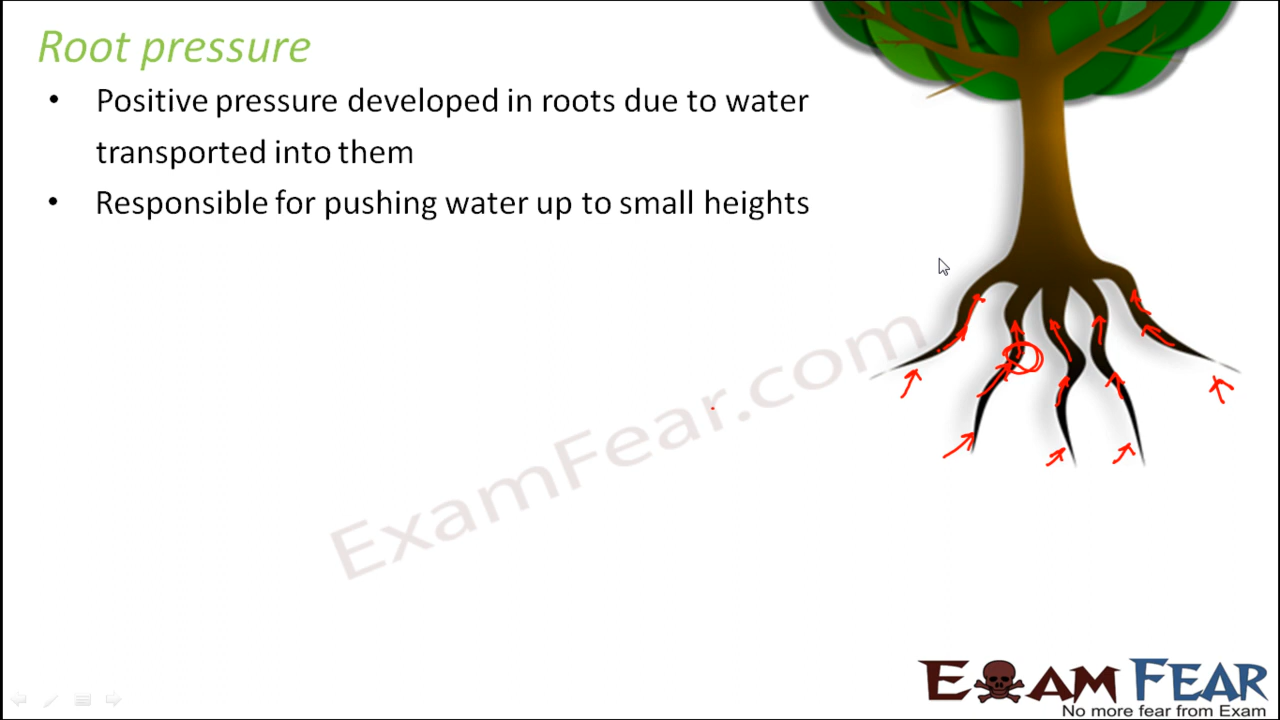 Root pressure
• Positive pressure developed in roots due to water
transported into them
• Responsible for pushing water up to small heights
ExamFear.com
EXAM FEAR
No more fear from Exam